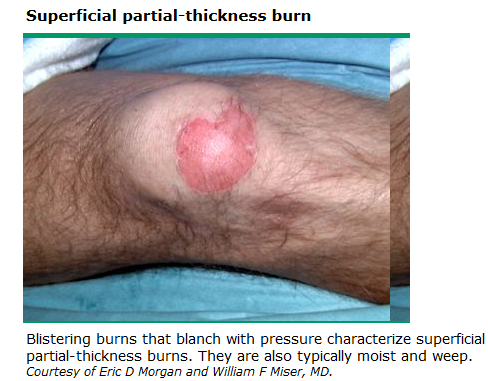 Superficial partial-thickness burn
Blistering burns that blanch with pressure characterize superficial
partial-thickness burns. They are also typically moist and weep.
Courtesy of Eric D Morgan and William F Miser, MD.